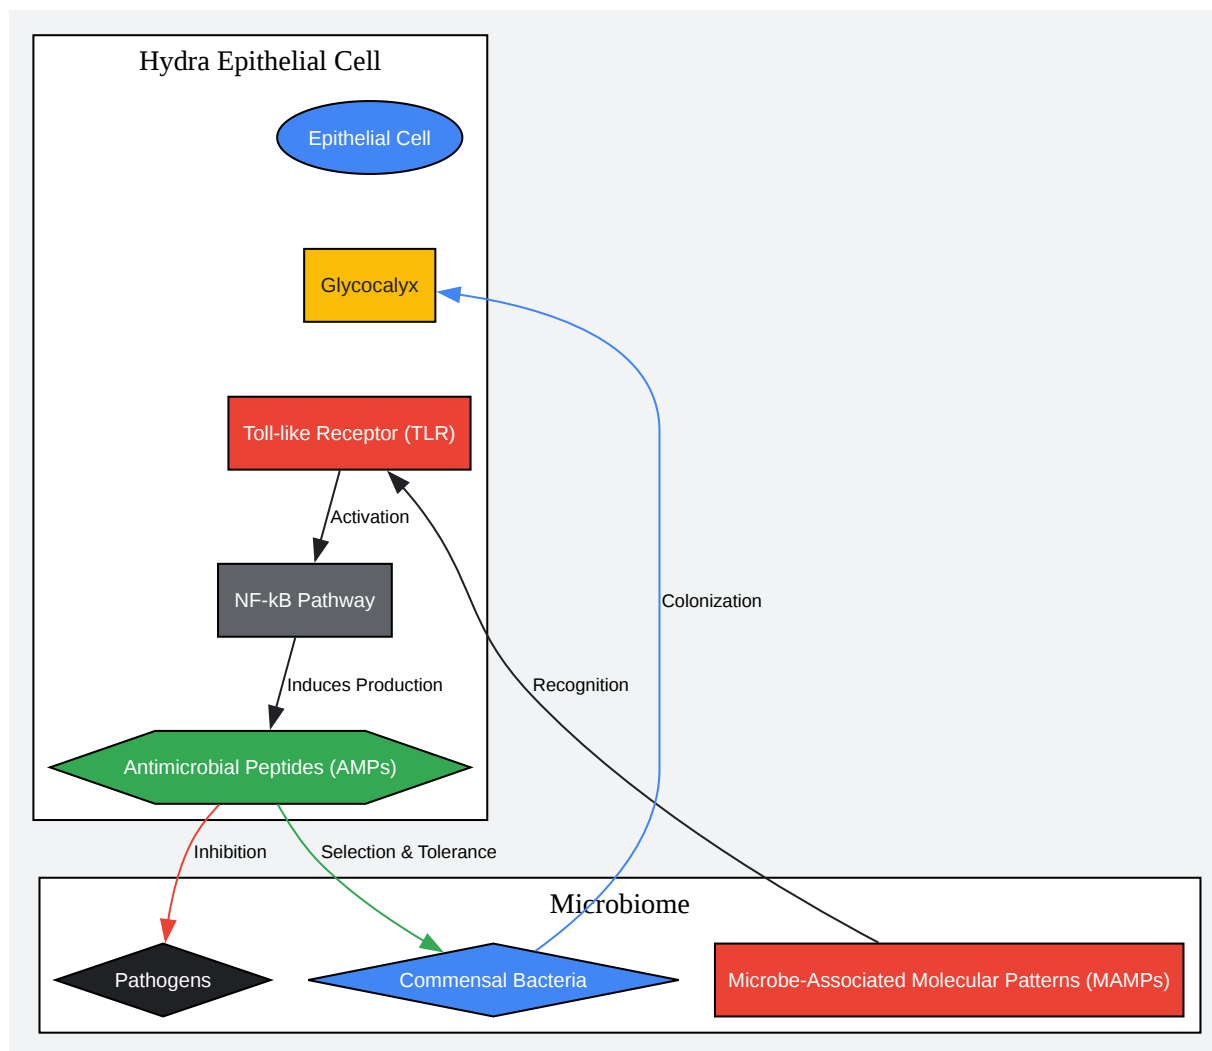 Hydra Epithelial Cell
Epithelial Cell
Glycocalyx
Toll-like Receptor (TLR)
Activation
NF-kB Pathway
Colonization
Induces Production
Recognition
Antimicrobial Peptides (AMPs)
Inhibition
Selection & Tolerance
Microbiome
Pathogens
Commensal Bacteria
Microbe-Associated Molecular Patterns (MAMPs)